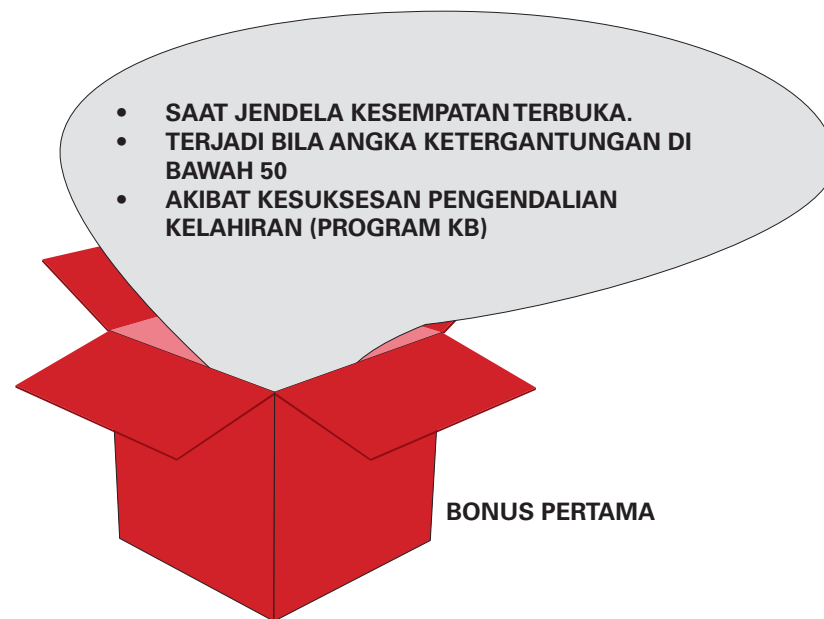 • SAAT JENDELA KESEMPATAN TERBUKA.
• TERJADI BILA ANGKA KETERGANTUNGAN DI
BAWAH 50
• AKIBAT KESUKSESAN PENGENDALIAN
KELAHIRAN (PROGRAM KB)
BONUS PERTAMA